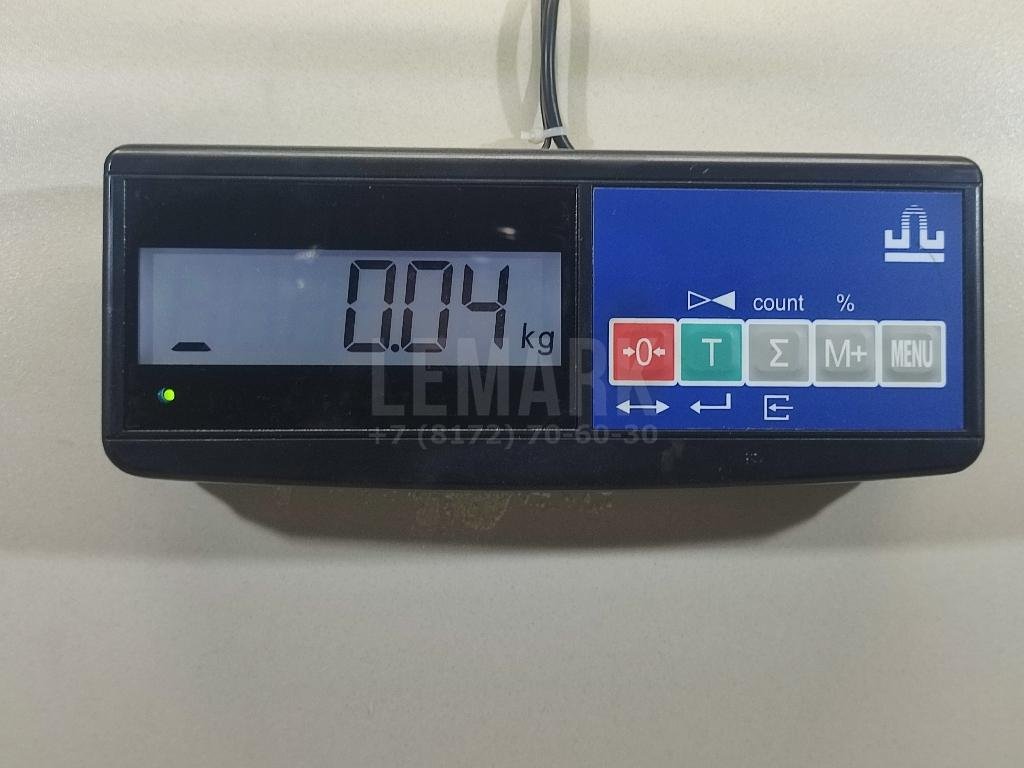 0.04 kg
count %
→0← T Σ M+ MENU
LEMARK
+7 (8172) 70-60-30